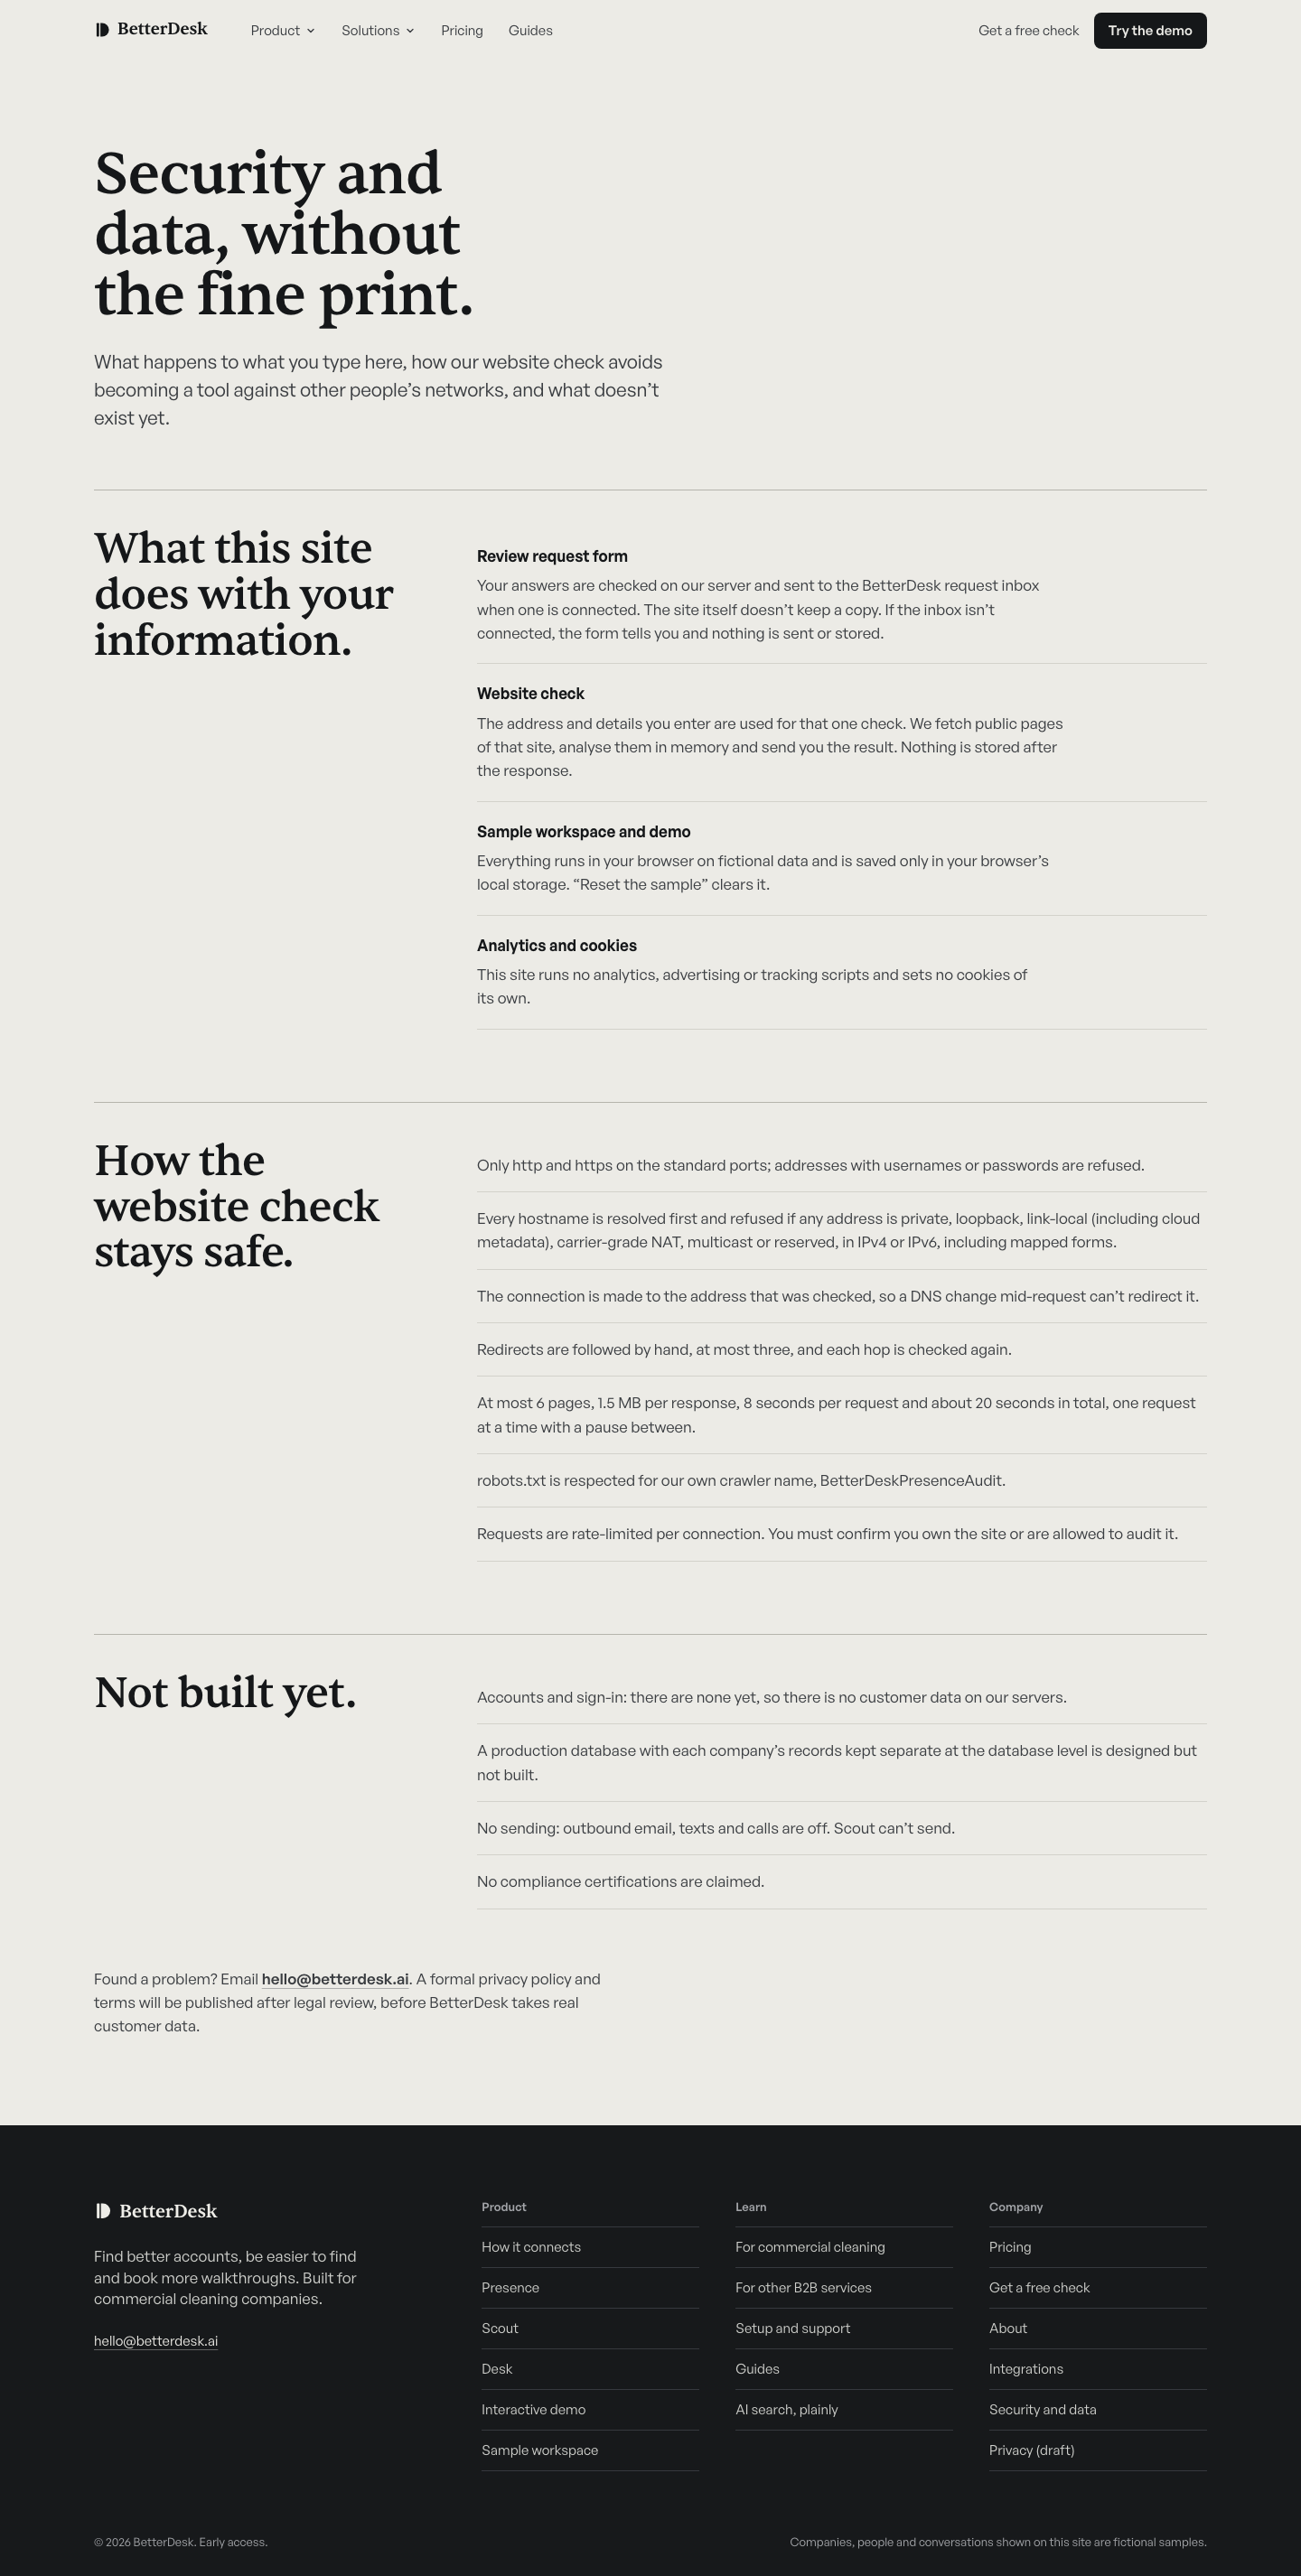 BetterDesk
Product
Solutions
Pricing
Guides
Get a free check
Try the demo
Security and
data, without
the fine print.
What happens to what you type here, how our website check avoids
becoming a tool against other people’s networks, and what doesn’t
exist yet.
What this site
does with your
information.
Review request form
Your answers are checked on our server and sent to the BetterDesk request inbox
when one is connected. The site itself doesn’t keep a copy. If the inbox isn’t
connected, the form tells you and nothing is sent or stored.
Website check
The address and details you enter are used for that one check. We fetch public pages
of that site, analyse them in memory and send you the result. Nothing is stored after
the response.
Sample workspace and demo
Everything runs in your browser on fictional data and is saved only in your browser’s
local storage. “Reset the sample” clears it.
Analytics and cookies
This site runs no analytics, advertising or tracking scripts and sets no cookies of
its own.
How the
website check
stays safe.
Only http and https on the standard ports; addresses with usernames or passwords are refused.
Every hostname is resolved first and refused if any address is private, loopback, link-local (including cloud
metadata), carrier-grade NAT, multicast or reserved, in IPv4 or IPv6, including mapped forms.
The connection is made to the address that was checked, so a DNS change mid-request can’t redirect it.
Redirects are followed by hand, at most three, and each hop is checked again.
At most 6 pages, 1.5 MB per response, 8 seconds per request and about 20 seconds in total, one request
at a time with a pause between.
robots.txt is respected for our own crawler name, BetterDeskPresenceAudit.
Requests are rate-limited per connection. You must confirm you own the site or are allowed to audit it.
Not built yet.
Accounts and sign-in: there are none yet, so there is no customer data on our servers.
A production database with each company’s records kept separate at the database level is designed but
not built.
No sending: outbound email, texts and calls are off. Scout can’t send.
No compliance certifications are claimed.
Found a problem? Email hello@betterdesk.ai. A formal privacy policy and
terms will be published after legal review, before BetterDesk takes real
customer data.
BetterDesk
Find better accounts, be easier to find
and book more walkthroughs. Built for
commercial cleaning companies.
hello@betterdesk.ai
Product
How it connects
Presence
Scout
Desk
Interactive demo
Sample workspace
Learn
For commercial cleaning
For other B2B services
Setup and support
Guides
AI search, plainly
Company
Pricing
Get a free check
About
Integrations
Security and data
Privacy (draft)
© 2026 BetterDesk. Early access.
Companies, people and conversations shown on this site are fictional samples.